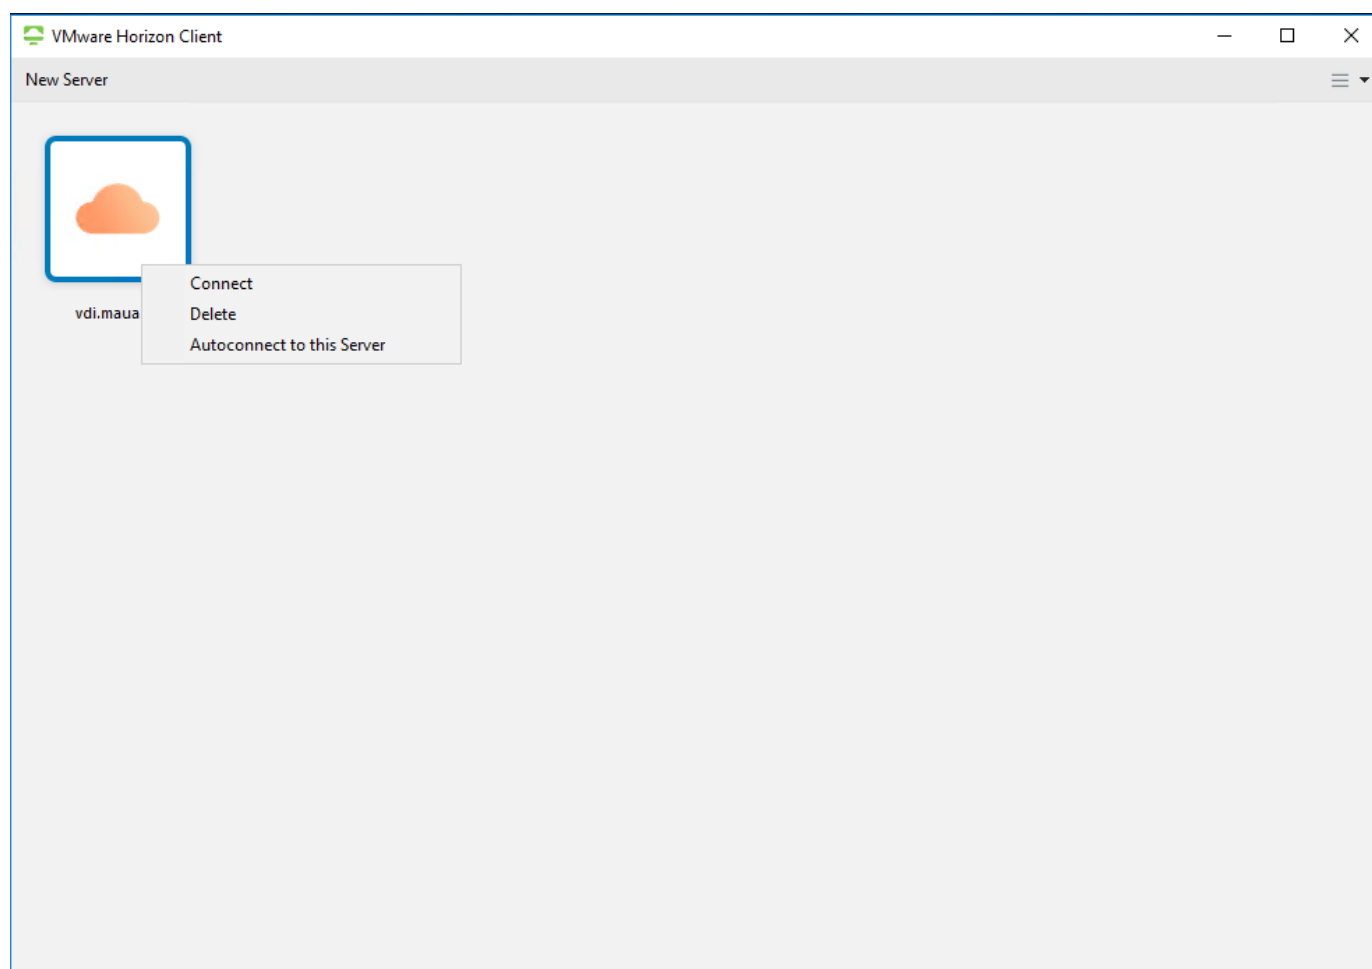 VMware Horizon Client
New Server
Connect
vdi.maua
Delete
Autoconnect to this Server